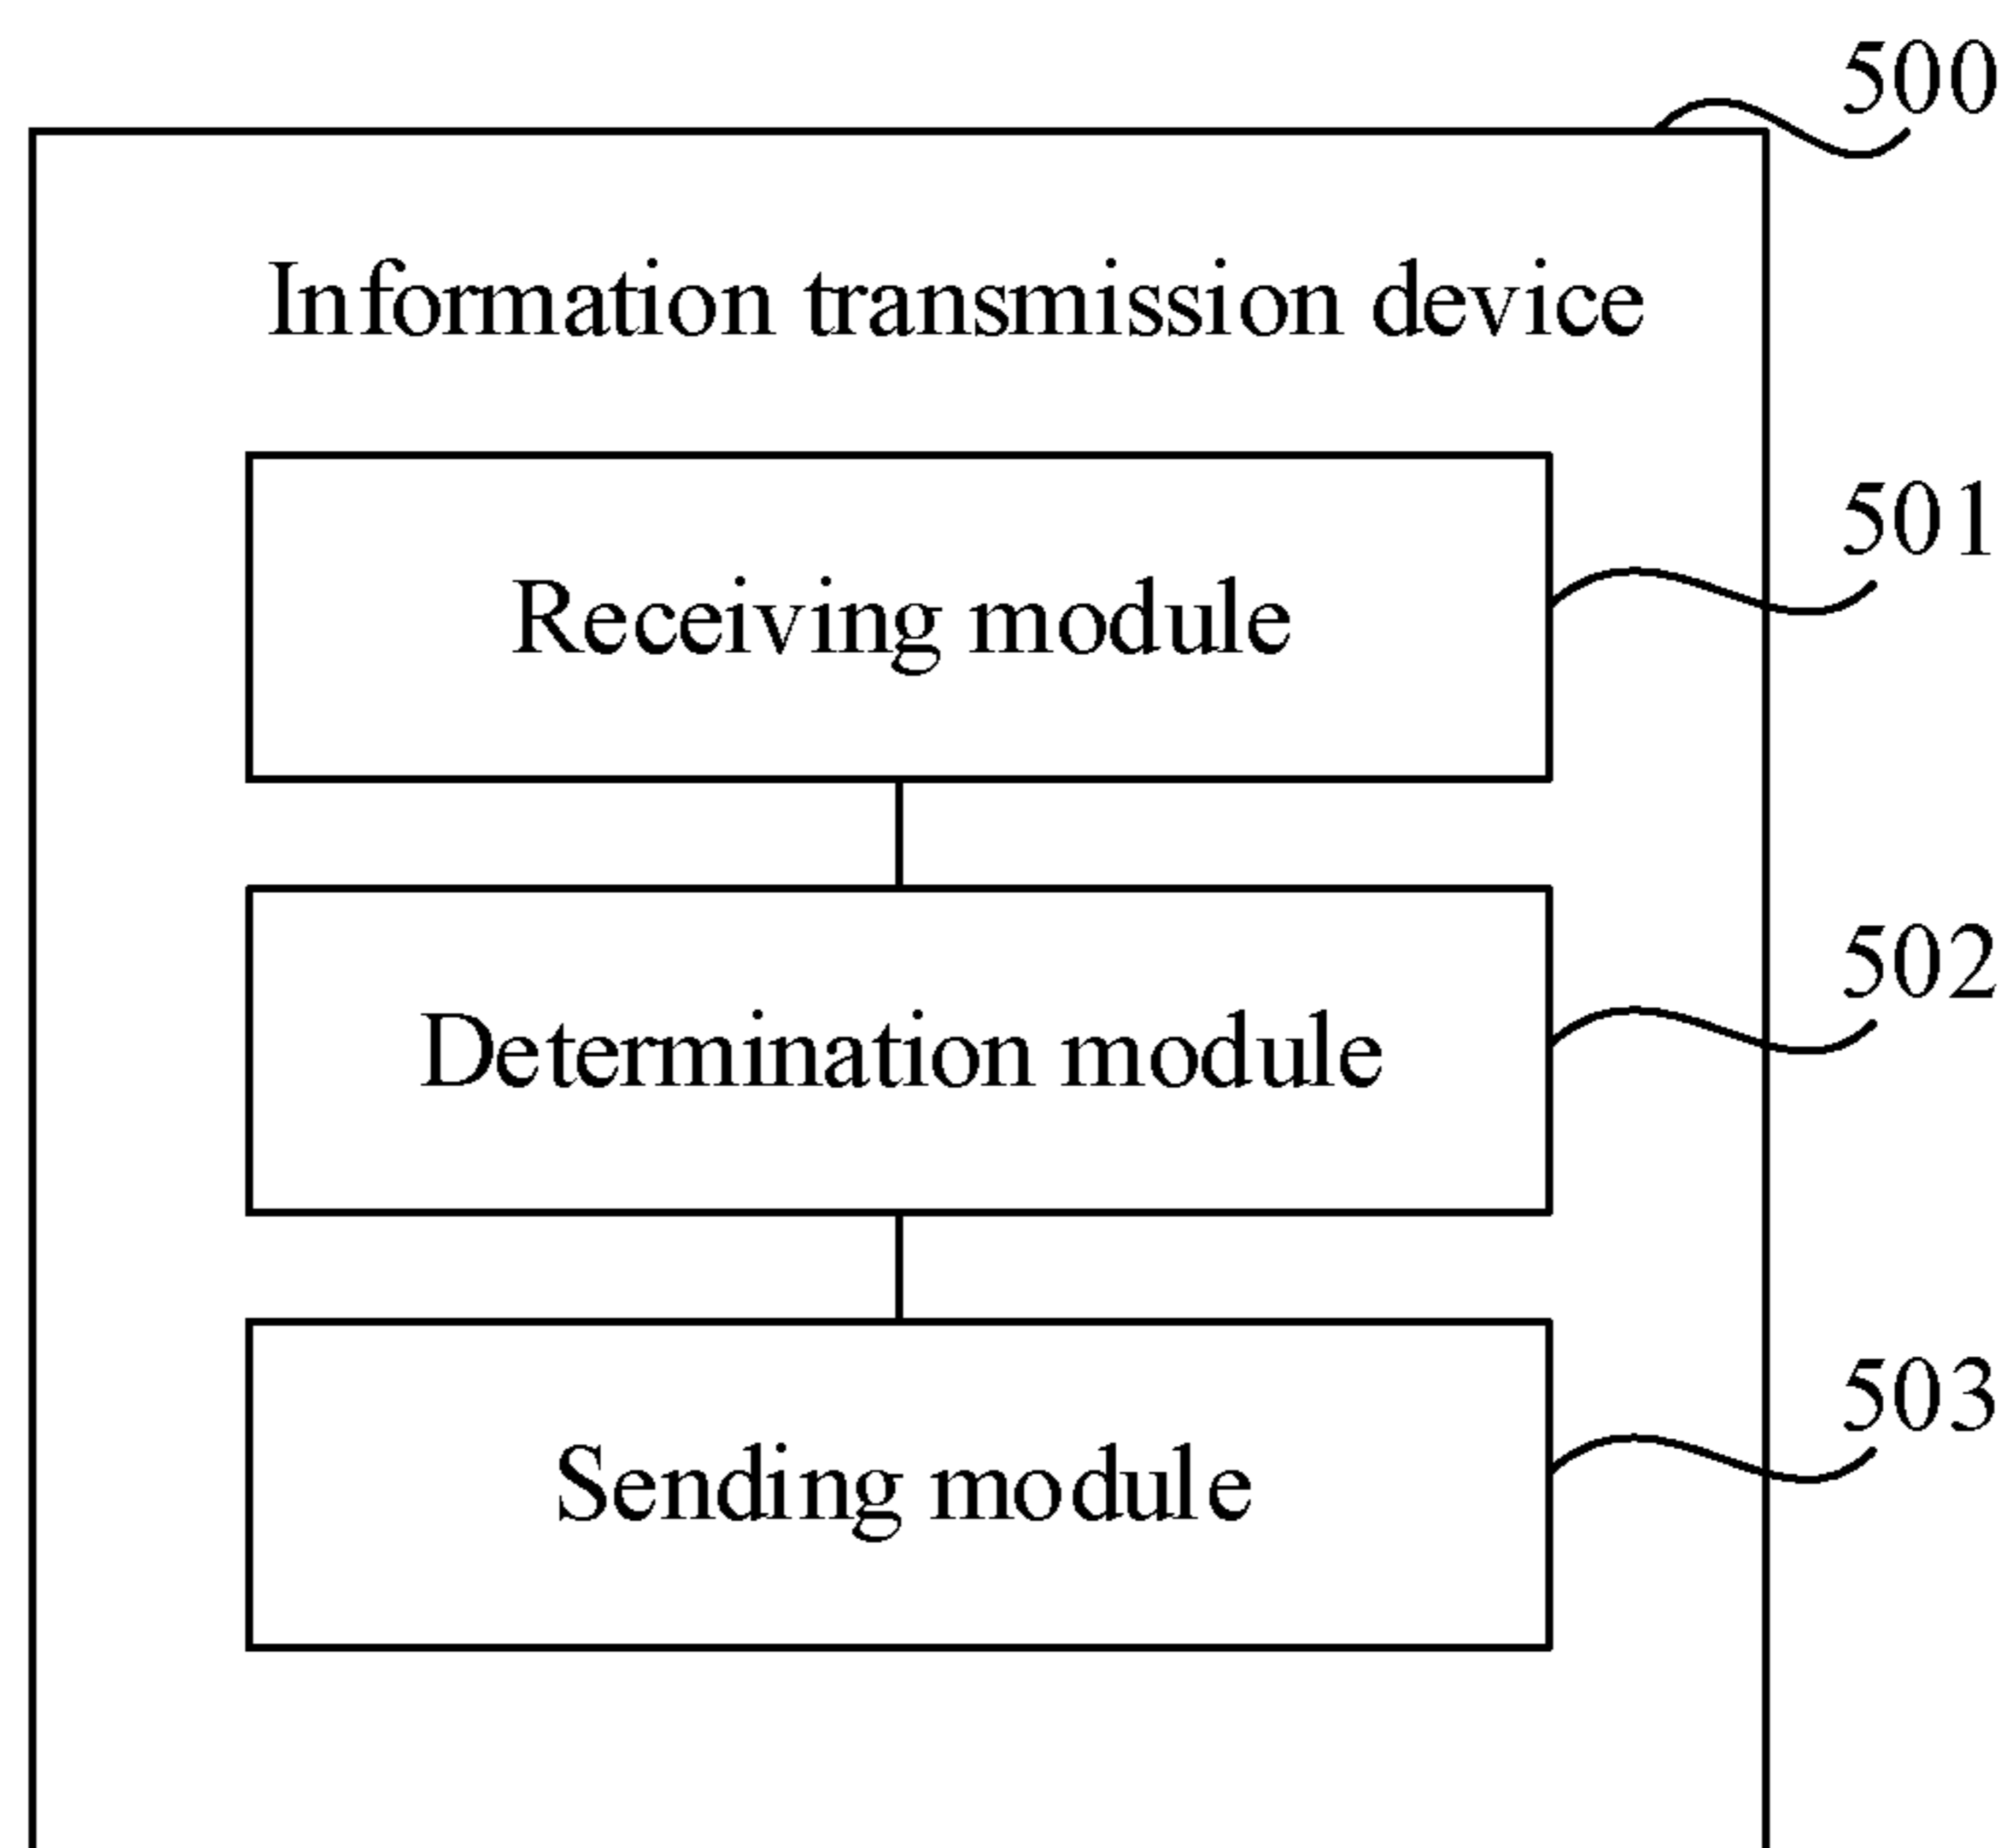 500
Information transmission device
501
Receiving module
502
Determination module
503
Sending module